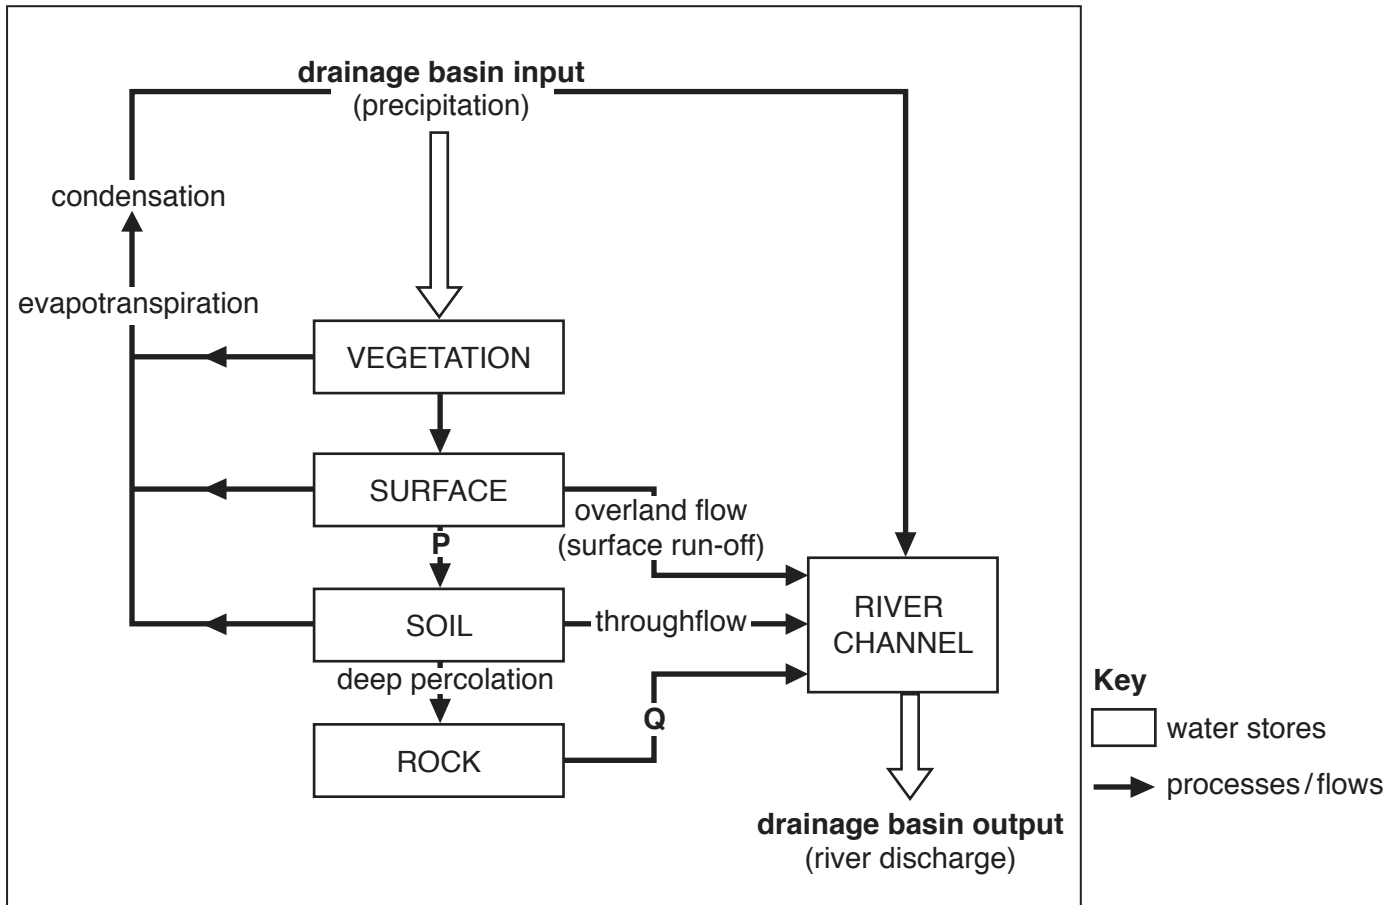 drainage basin input
(precipitation)
condensation
evapotranspiration
VEGETATION
SURFACE
overland flow
(surface run-off)
P
SOIL
throughflow
RIVER
CHANNEL
deep percolation
Q
ROCK
drainage basin output
(river discharge)
Key
water stores
processes/flows